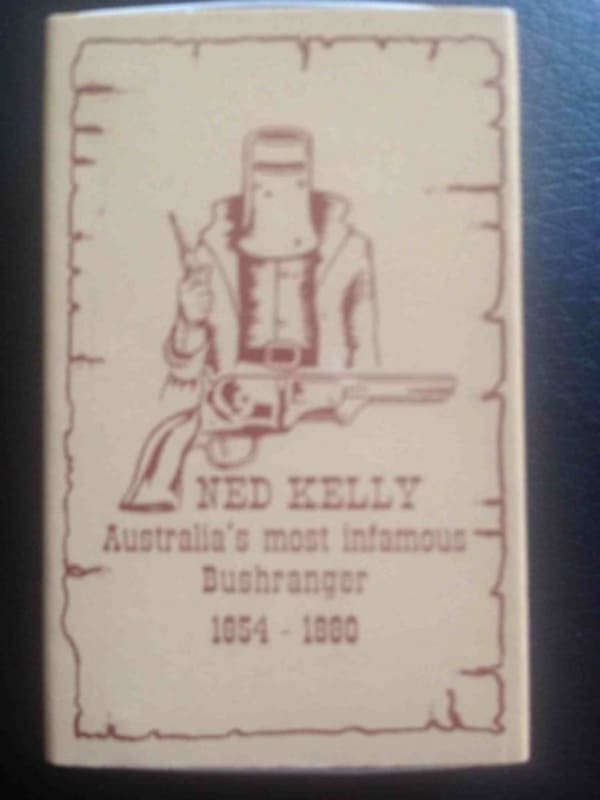 NED KELLY
Australia's most infamous
Bushranger
1854 - 1880